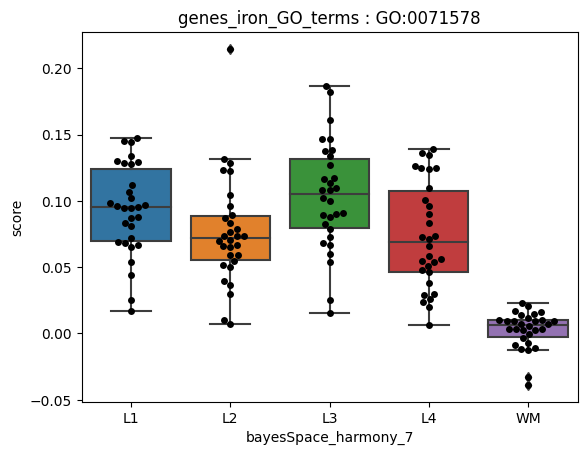 genes_iron_GO_terms : GO:0071578
0.20
0.15
0.10
0.05
0.00
−0.05
score
L1 L2 L3 L4 WM
bayesSpace_harmony_7